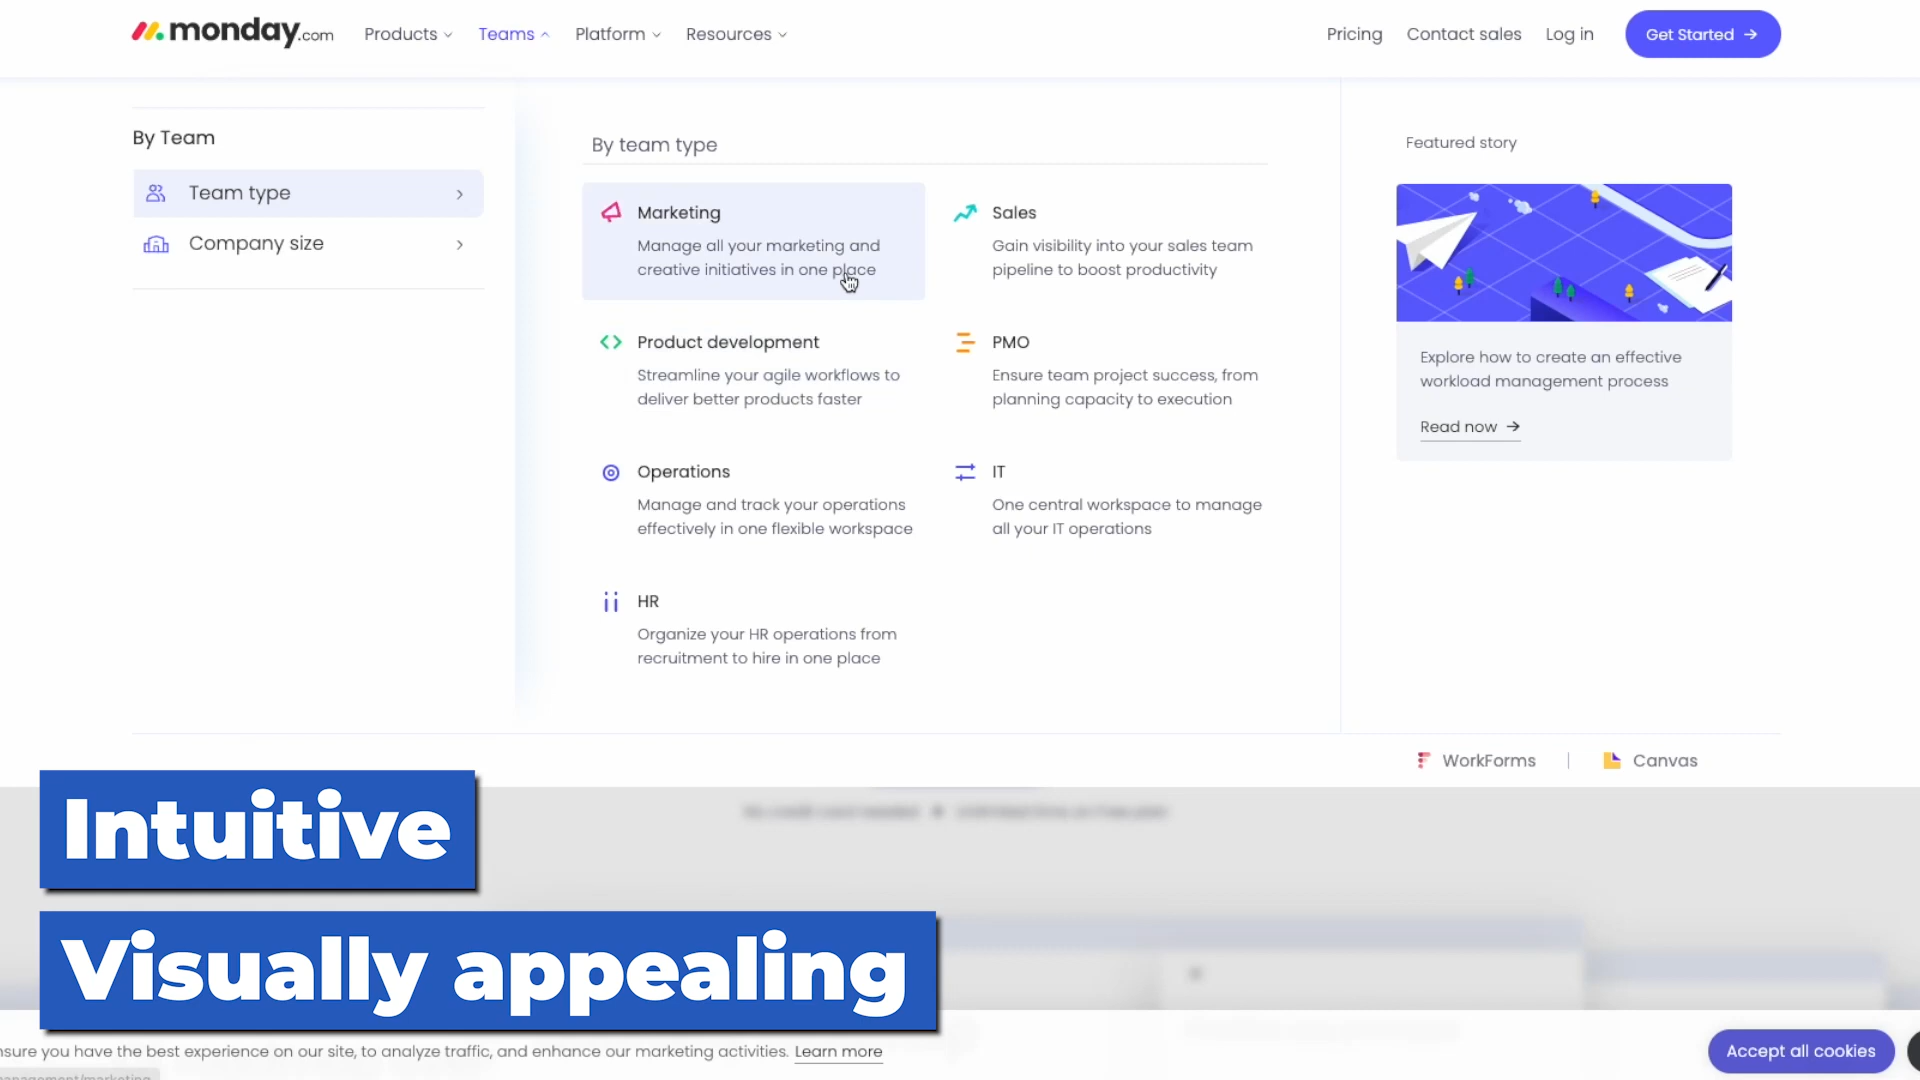 monday.com
Products
Teams
Platform
Resources
Pricing
Contact sales
Log in
Get Started →
By Team
Team type
Company size
By team type
Marketing
Manage all your marketing and
creative initiatives in one place
Sales
Gain visibility into your sales team
pipeline to boost productivity
Product development
Streamline your agile workflows to
deliver better products faster
PMO
Ensure team project success, from
planning capacity to execution
Operations
Manage and track your operations
effectively in one flexible workspace
IT
One central workspace to manage
all your IT operations
HR
Organize your HR operations from
recruitment to hire in one place
Featured story
Explore how to create an effective
workload management process
Read now →
WorkForms
Canvas
Intuitive
Visually appealing
nsure you have the best experience on our site, to analyze traffic, and enhance our marketing activities. Learn more
Accept all cookies